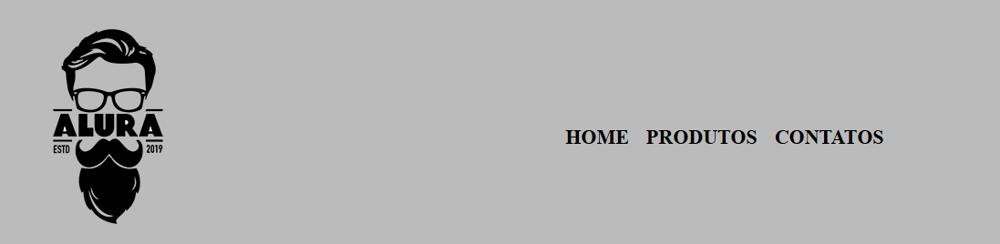 ALURA
ESTD 2019
HOME PRODUTOS CONTATOS